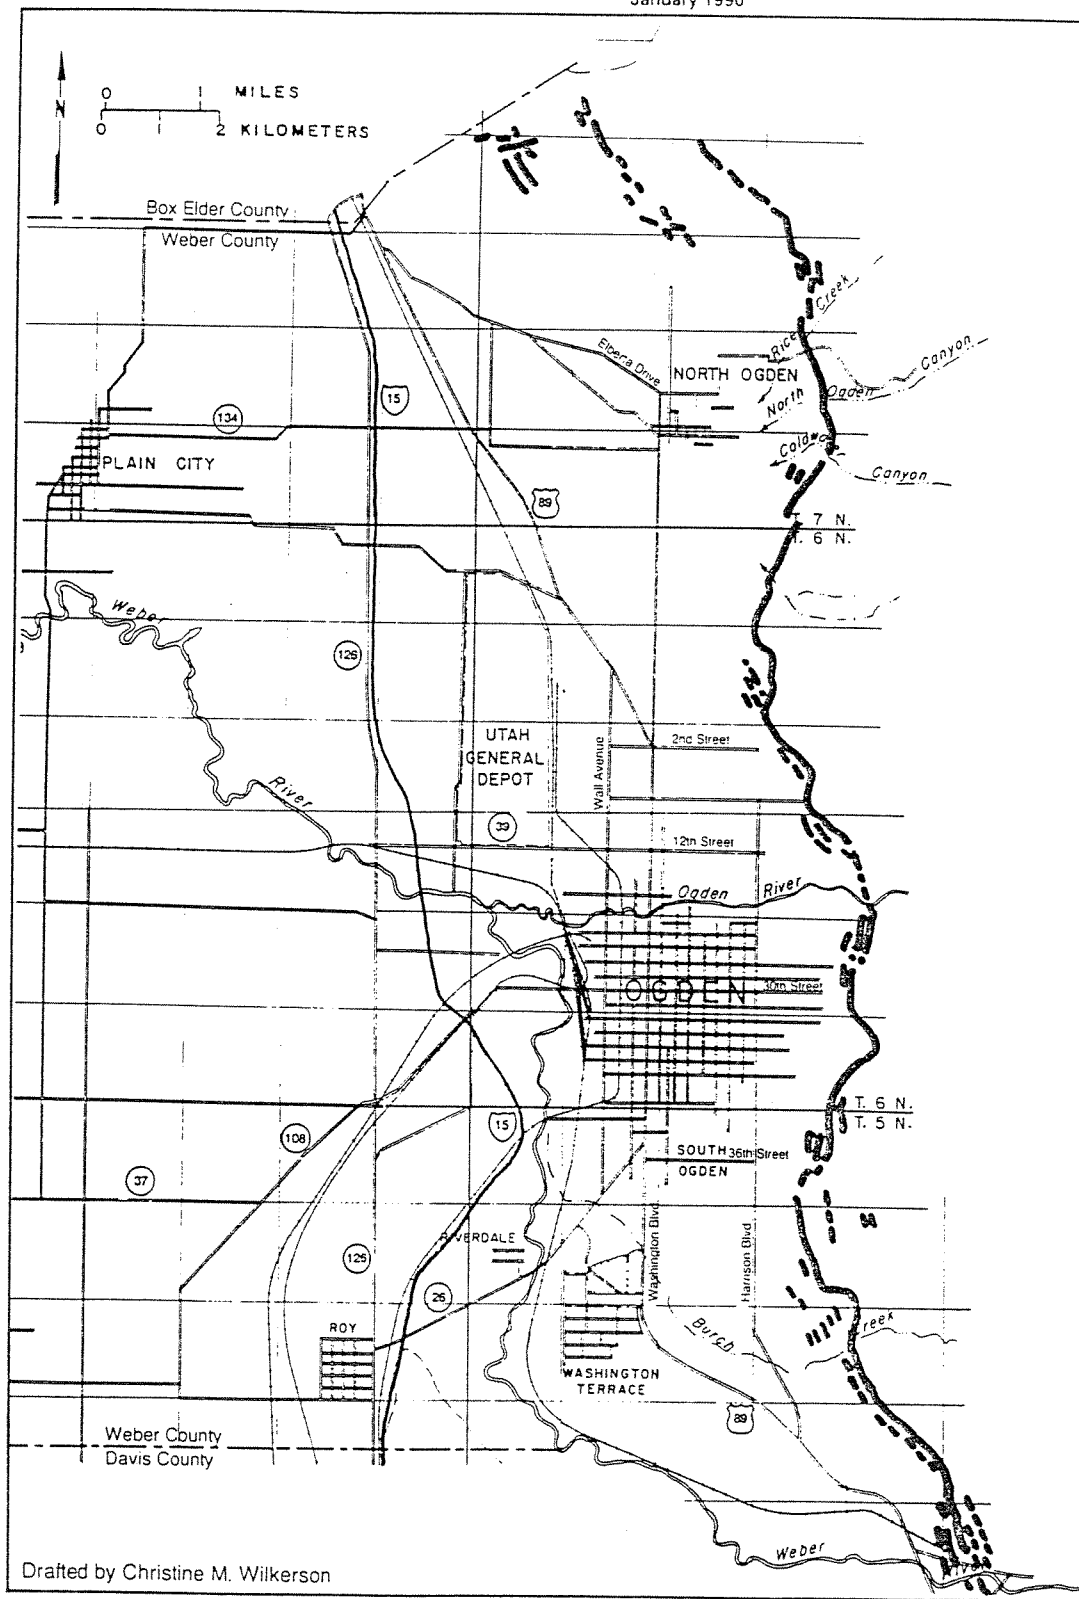 January 1990
N
0 1 MILES
0 1 2 KILOMETERS
Box Elder County
Weber County
Rice Creek
Elberta Drive
NORTH OGDEN
North Ogden Canyon
15
134
PLAIN CITY
Canyon
89
T. 7 N.
T. 6 N.
Weber
126
UTAH
GENERAL
DEPOT
Wall Avenue
2nd Street
River
39
12th Street
Ogden River
OGDEN
30th Street
T. 6 N.
T. 5 N.
108
15
SOUTH
OGDEN
36th Street
37
RIVERDALE
Washington Blvd.
Harrison Blvd.
126
26
ROY
Burch Creek
WASHINGTON
TERRACE
89
Weber County
Davis County
Weber
Drafted by Christine M. Wilkerson